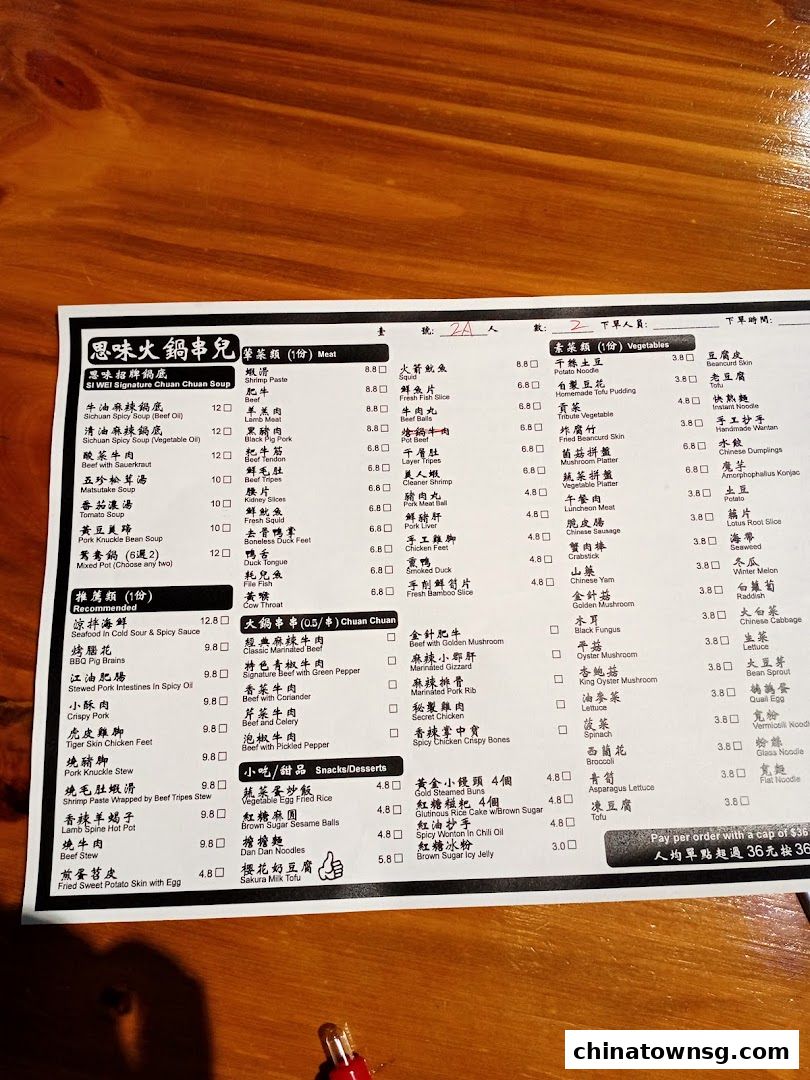 臺 號: 2A 人 數: 2 下單人員: 下單時間:
思味火鍋串兒
思味招牌鍋底
SI WEI Signature Chuan Chuan Soup
牛油麻辣鍋底 12
Sichuan Spicy Soup (Beef Oil)
清油麻辣鍋底 12
Sichuan Spicy Soup (Vegetable Oil)
酸菜牛肉 12
Beef with Sauerkraut
五珍松茸湯 10
Matsutake Soup
番茄濃湯 10
Tomato Soup
黃豆美蹄 10
Pork Knuckle Bean Soup
鴛鴦鍋 (6選2) 12
Mixed Pot (Choose any two)
推薦類 (1份)
Recommended
涼拌海鮮 12.8
Seafood In Cold Sour & Spicy Sauce
烤腦花 9.8
BBQ Pig Brains
江油肥腸 9.8
Stewed Pork Intestines In Spicy Oil
小酥肉 9.8
Crispy Pork
虎皮雞腳 9.8
Tiger Skin Chicken Feet
燒豬腳 9.8
Pork Knuckle Stew
燒毛肚蝦滑 9.8
Shrimp Paste Wrapped by Beef Tripes Stew
香辣羊蝎子 9.8
Lamb Spine Hot Pot
燒牛肉 9.8
Beef Stew
煎蛋苕皮 4.8
Fried Sweet Potato Skin with Egg
葷菜類 (1份) Meat
蝦滑 8.8
Shrimp Paste
肥牛 8.8
Beef
羊羔肉 8.8
Lamb Meat
黑豬肉 8.8
Black Pig Pork
粑牛筋 6.8
Beef Tendon
鮮毛肚 6.8
Beef Tripes
腰片 6.8
Kidney Slices
鮮魷魚 6.8
Fresh Squid
去骨鴨掌 6.8
Boneless Duck Feet
鴨舌 6.8
Duck Tongue
耗兒魚 6.8
File Fish
黃喉 6.8
Cow Throat
火箭魷魚 8.8
Squid
鮮魚片 8.8
Fresh Fish Slice
牛肉丸 6.8
Beef Balls
熗鍋牛肉 6.8
Pot Beef
千層肚 6.8
Layer Tripes
美人蝦 6.8
Cleaner Shrimp
豬肉丸 4.8
Pork Meat Ball
鮮豬肝 4.8
Pork Liver
手工雞腳 4.8
Chicken Feet
熏鴨 4.8
Smoked Duck
手削鮮筍片 4.8
Fresh Bamboo Slice
火鍋串串(0.5/串) Chuan Chuan
經典麻辣牛肉
Classic Marinated Beef
特色青椒牛肉
Signature Beef with Green Pepper
香菜牛肉
Beef with Coriander
芹菜牛肉
Beef and Celery
泡椒牛肉
Beef with Pickled Pepper
金針肥牛
Beef with Golden Mushroom
麻辣小郡肝
Marinated Gizzard
麻辣排骨
Marinated Pork Rib
秘製雞肉
Secret Chicken
香辣掌中寶
Spicy Chicken Crispy Bones
小吃/甜品 Snacks/Desserts
蔬菜蛋炒飯 4.8
Vegetable Egg Fried Rice
紅糖麻圓 4.8
Brown Sugar Sesame Balls
擔擔麵 4.8
Dan Dan Noodles
櫻花奶豆腐 5.8
Sakura Milk Tofu
黃金小饅頭 4個 4.8
Gold Steamed Buns
紅糖糍粑 4個 4.8
Glutinous Rice Cake w/Brown Sugar
紅油抄手 4.8
Spicy Wonton In Chili Oil
紅糖冰粉 3.0
Brown Sugar Icy Jelly
素菜類 (1份) Vegetables
干絲土豆 3.8
Potato Noodle
自製豆花 3.8
Homemade Tofu Pudding
貢菜 4.8
Tribute Vegetable
炸腐竹 3.8
Fried Beancurd Skin
菌菇拼盤 6.8
Mushroom Platter
蔬菜拼盤 6.8
Vegetable Platter
午餐肉 4.8
Luncheon Meat
脆皮腸 3.8
Chinese Sausage
蟹肉棒 3.8
Crabstick
山藥 3.8
Chinese Yam
金針菇 3.8
Golden Mushroom
木耳 3.8
Black Fungus
平菇 3.8
Oyster Mushroom
杏鮑菇 3.8
King Oyster Mushroom
油麥菜 3.8
Lettuce
菠菜 3.8
Spinach
西蘭花 3.8
Broccoli
青筍 3.8
Asparagus Lettuce
凍豆腐 3.8
Tofu
豆腐皮
Beancurd Skin
老豆腐
Tofu
快熟麵
Instant Noodle
手工抄手
Handmade Wantan
水餃
Chinese Dumplings
魔芋
Amorphophallus Konjac
土豆
Potato
藕片
Lotus Root Slice
海帶
Seaweed
冬瓜
Winter Melon
白蘿蔔
Raddish
大白菜
Chinese Cabbage
生菜
Lettuce
大豆芽
Bean Sprout
鵪鶉蛋
Quail Egg
寬粉
Vermicelli Noodl
粉絲
Glass Noodle
寬麵
Flat Noodle
Pay per order with a cap of $36
人均單點超過 36元按 36
chinatownsg.com